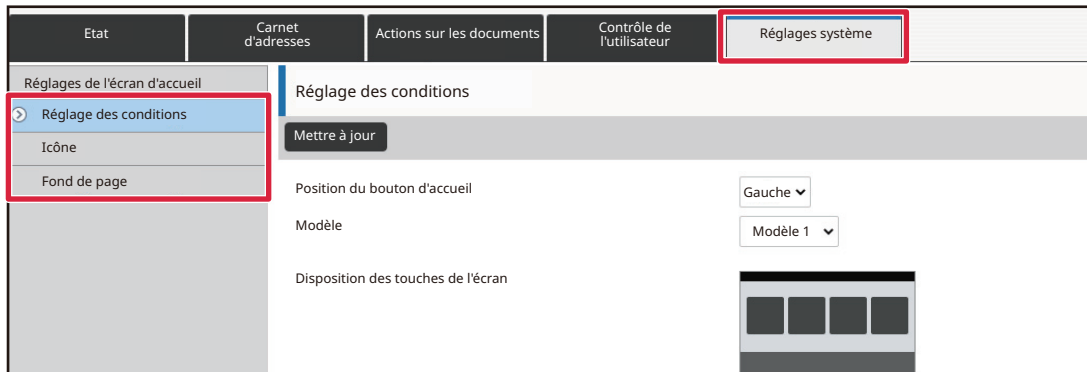 Etat
Carnet
d'adresses
Actions sur les documents
Contrôle de
l'utilisateur
Réglages système
Réglages de l'écran d'accueil
Réglage des conditions
Icône
Fond de page
Réglage des conditions
Mettre à jour
Position du bouton d'accueil
Gauche
Modèle
Modèle 1
Disposition des touches de l'écran